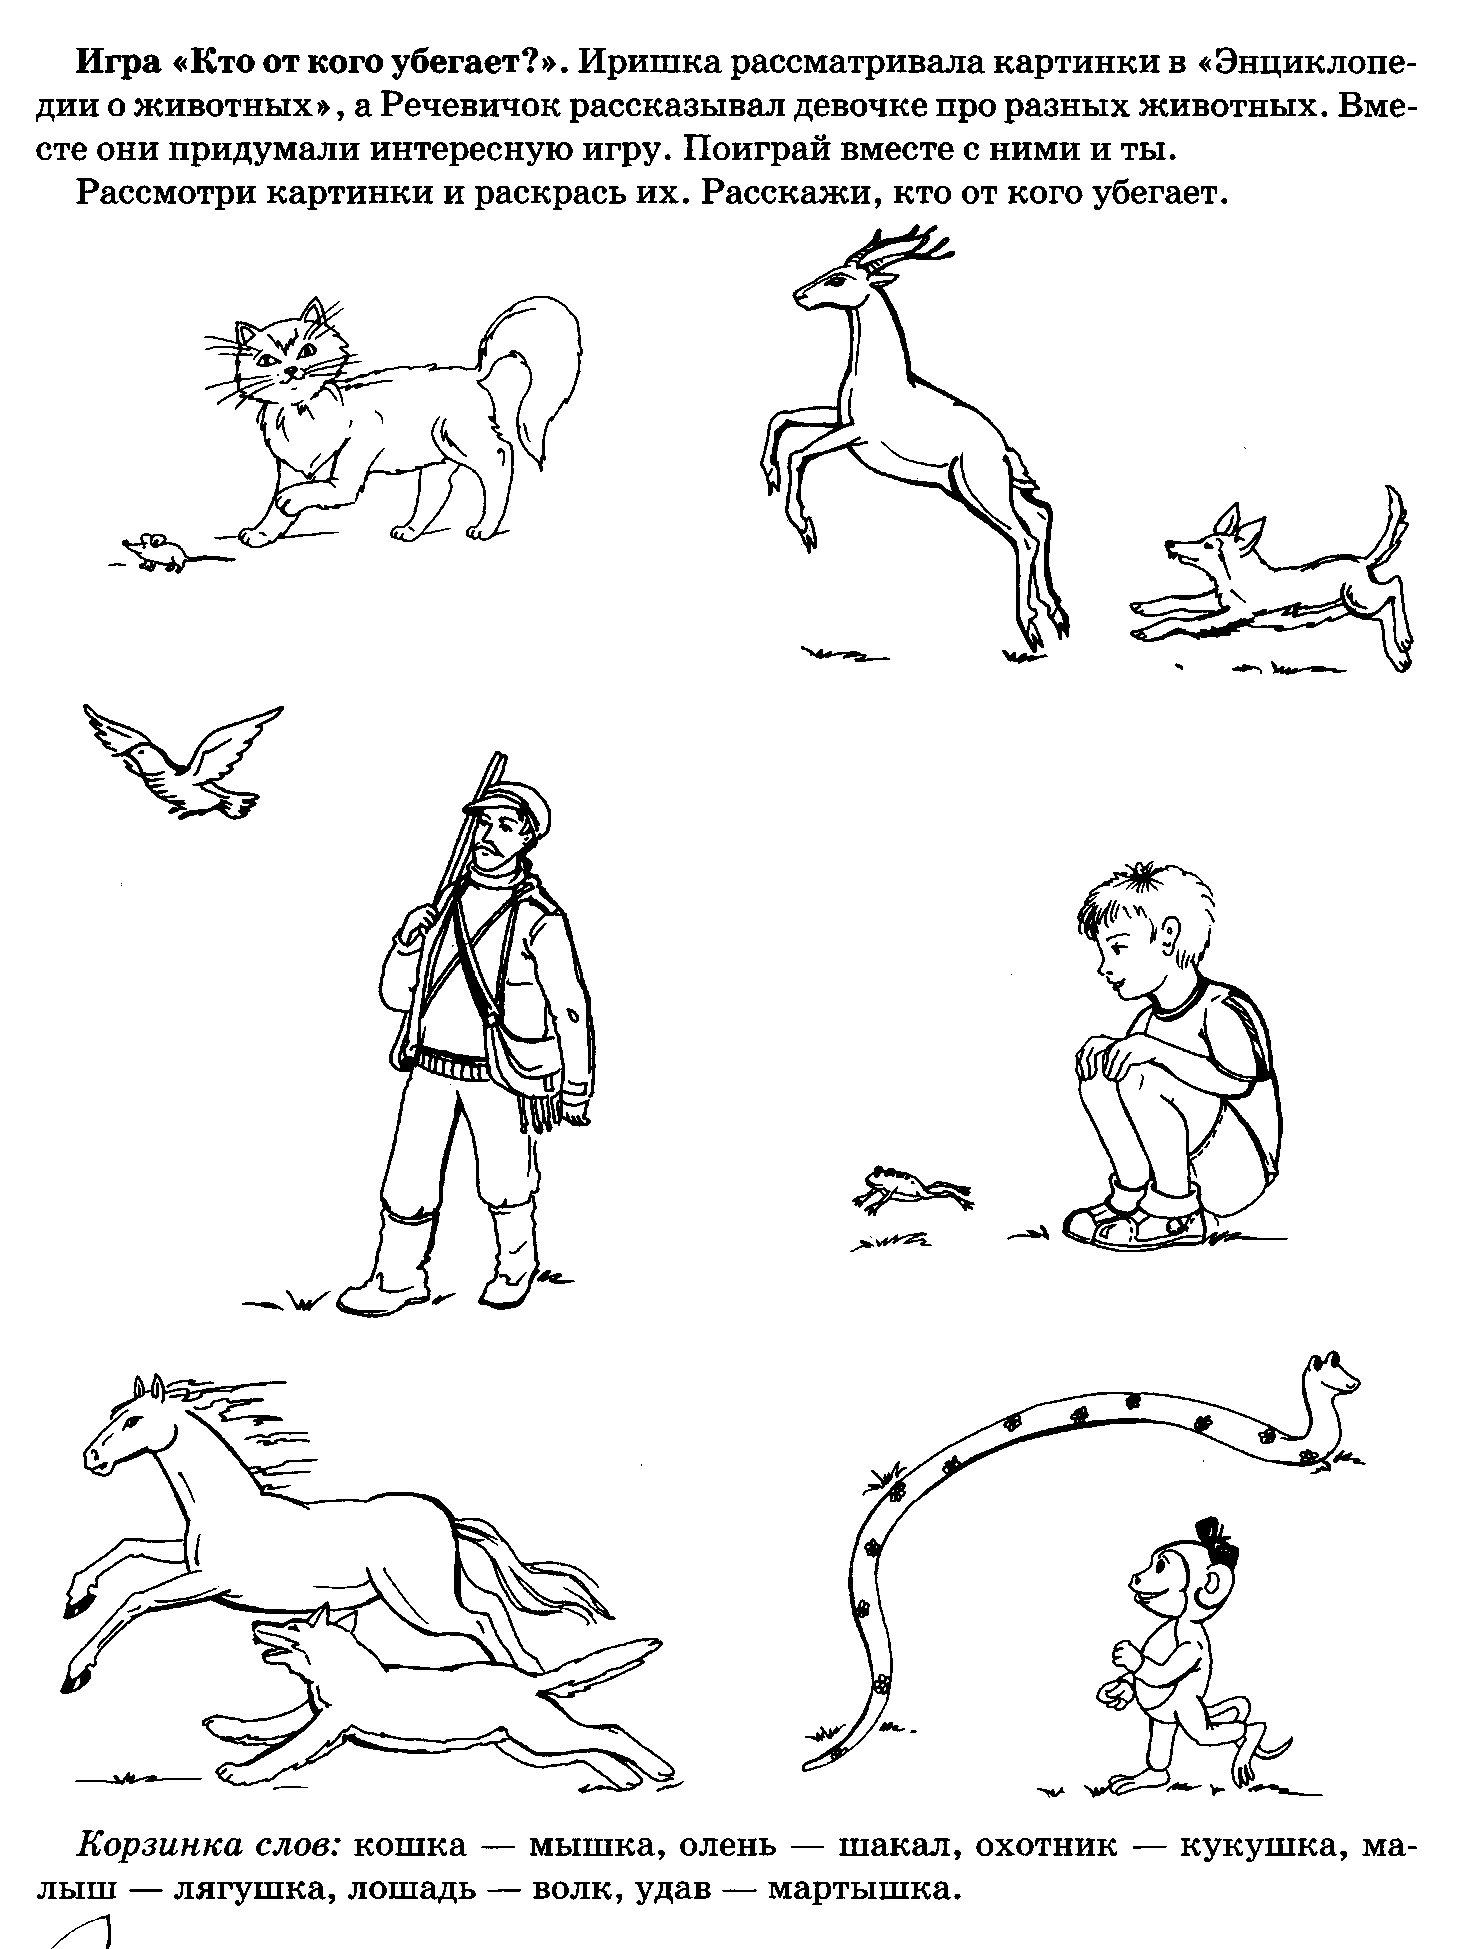 Игра «Кто от кого убегает?». Иришка рассматривала картинки в «Энциклопе-
дии о животных», а Речевичок рассказывал девочке про разных животных. Вме-
сте они придумали интересную игру. Поиграй вместе с ними и ты.
Рассмотри картинки и раскрась их. Расскажи, кто от кого убегает.
Корзинка слов: кошка — мышка, олень — шакал, охотник — кукушка, ма-
лыш — лягушка, лошадь — волк, удав — мартышка.